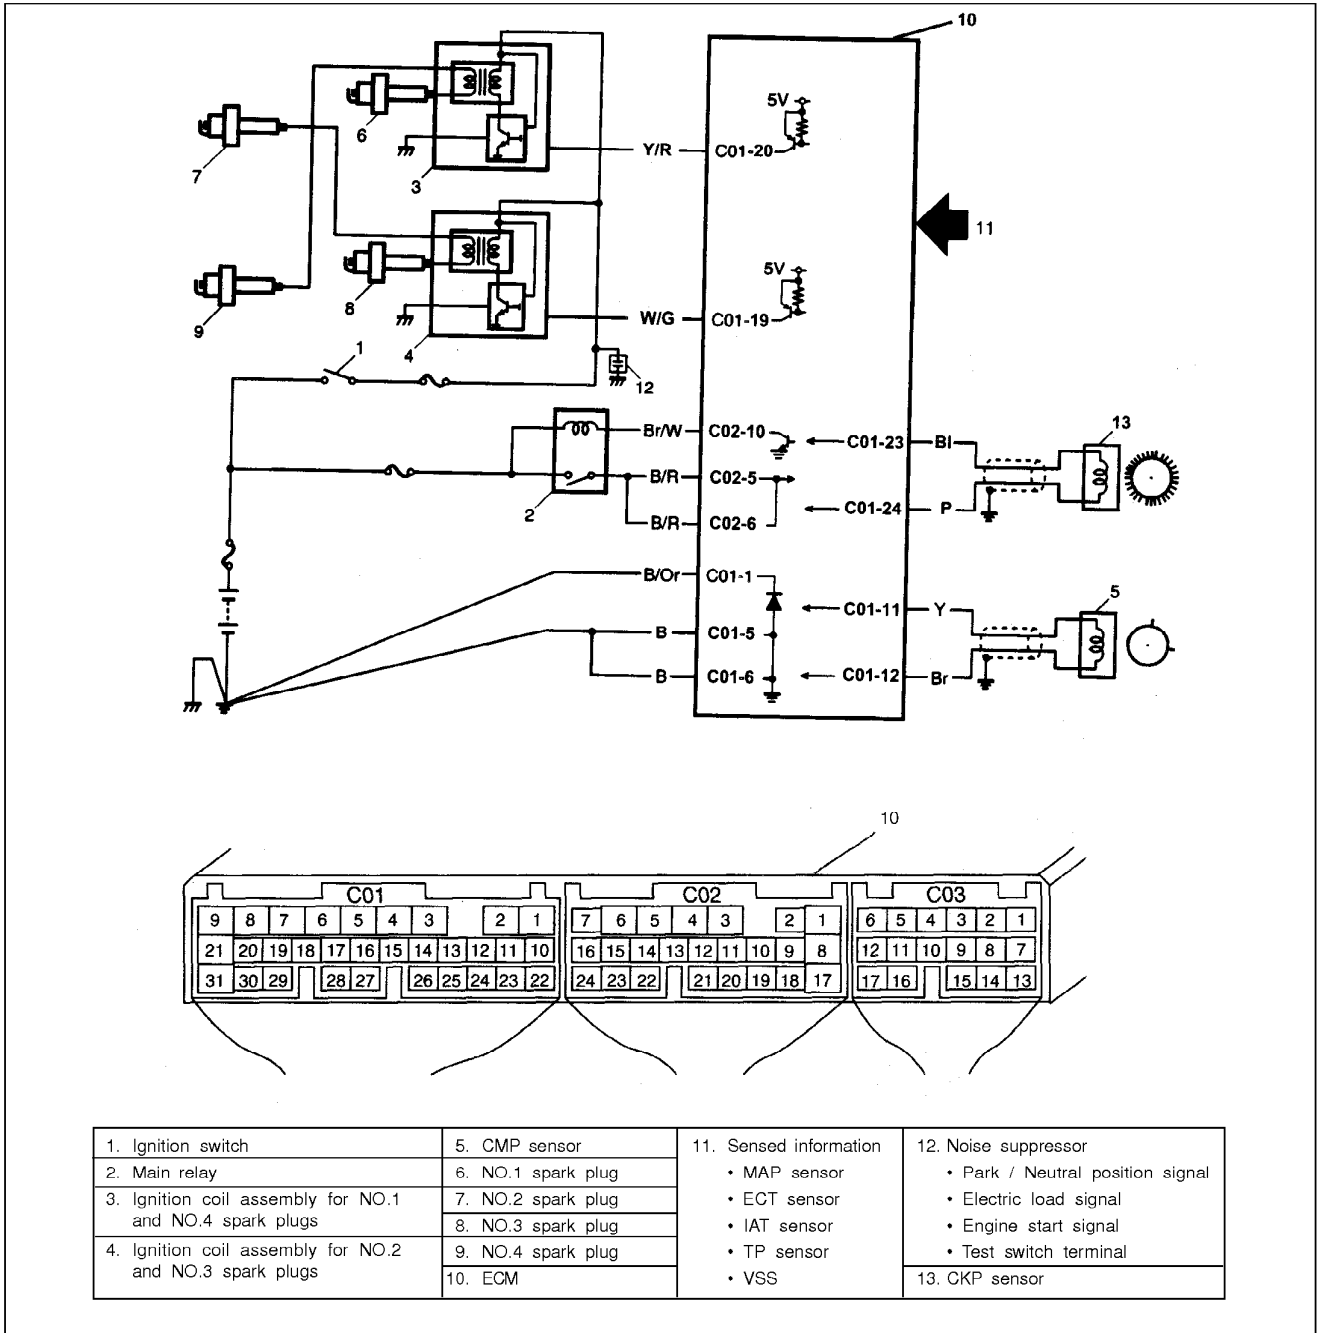 10
5V
6
7
3
Y/R
C01-20
11
5V
8
9
4
W/G
C01-19
1
12
Br/W
C02-10
C01-23
Bl
13
B/R
C02-5
2
C01-24
P
B/R
C02-6
B/Or
C01-1
C01-11
Y
5
B
C01-5
B
C01-6
C01-12
Br
10
C01
C02
C03
9 8 7 6 5 4 3 2 1
7 6 5 4 3 2 1
6 5 4 3 2 1
21 20 19 18 17 16 15 14 13 12 11 10
16 15 14 13 12 11 10 9 8
12 11 10 9 8 7
31 30 29 28 27 26 25 24 23 22
24 23 22 21 20 19 18 17
17 16 15 14 13
1. Ignition switch
2. Main relay
3. Ignition coil assembly for NO.1
and NO.4 spark plugs
4. Ignition coil assembly for NO.2
and NO.3 spark plugs
5. CMP sensor
6. NO.1 spark plug
7. NO.2 spark plug
8. NO.3 spark plug
9. NO.4 spark plug
10. ECM
11. Sensed information
• MAP sensor
• ECT sensor
• IAT sensor
• TP sensor
• VSS
12. Noise suppressor
• Park / Neutral position signal
• Electric load signal
• Engine start signal
• Test switch terminal
13. CKP sensor